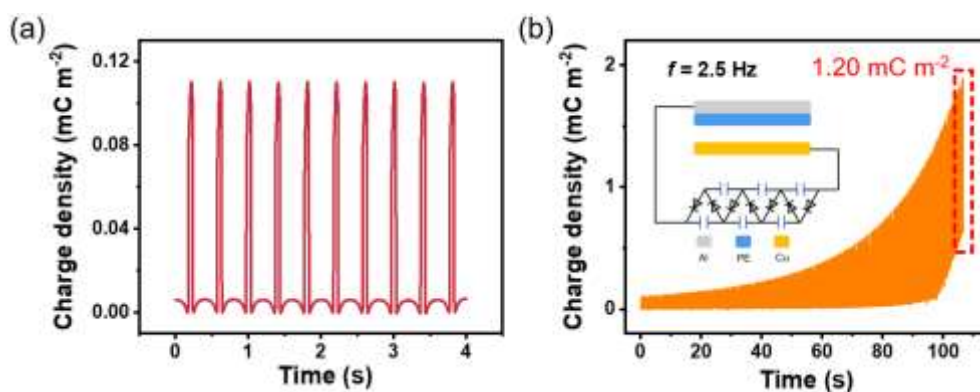 (a)
Charge density (mC m⁻²)
0.12
0.08
0.04
0.00
0
1
2
3
4
Time (s)
(b)
Charge density (mC m⁻²)
2
1
0
0
20
40
60
80
100
Time (s)
f = 2.5 Hz
1.20 mC m⁻²
Al
PE
Cu